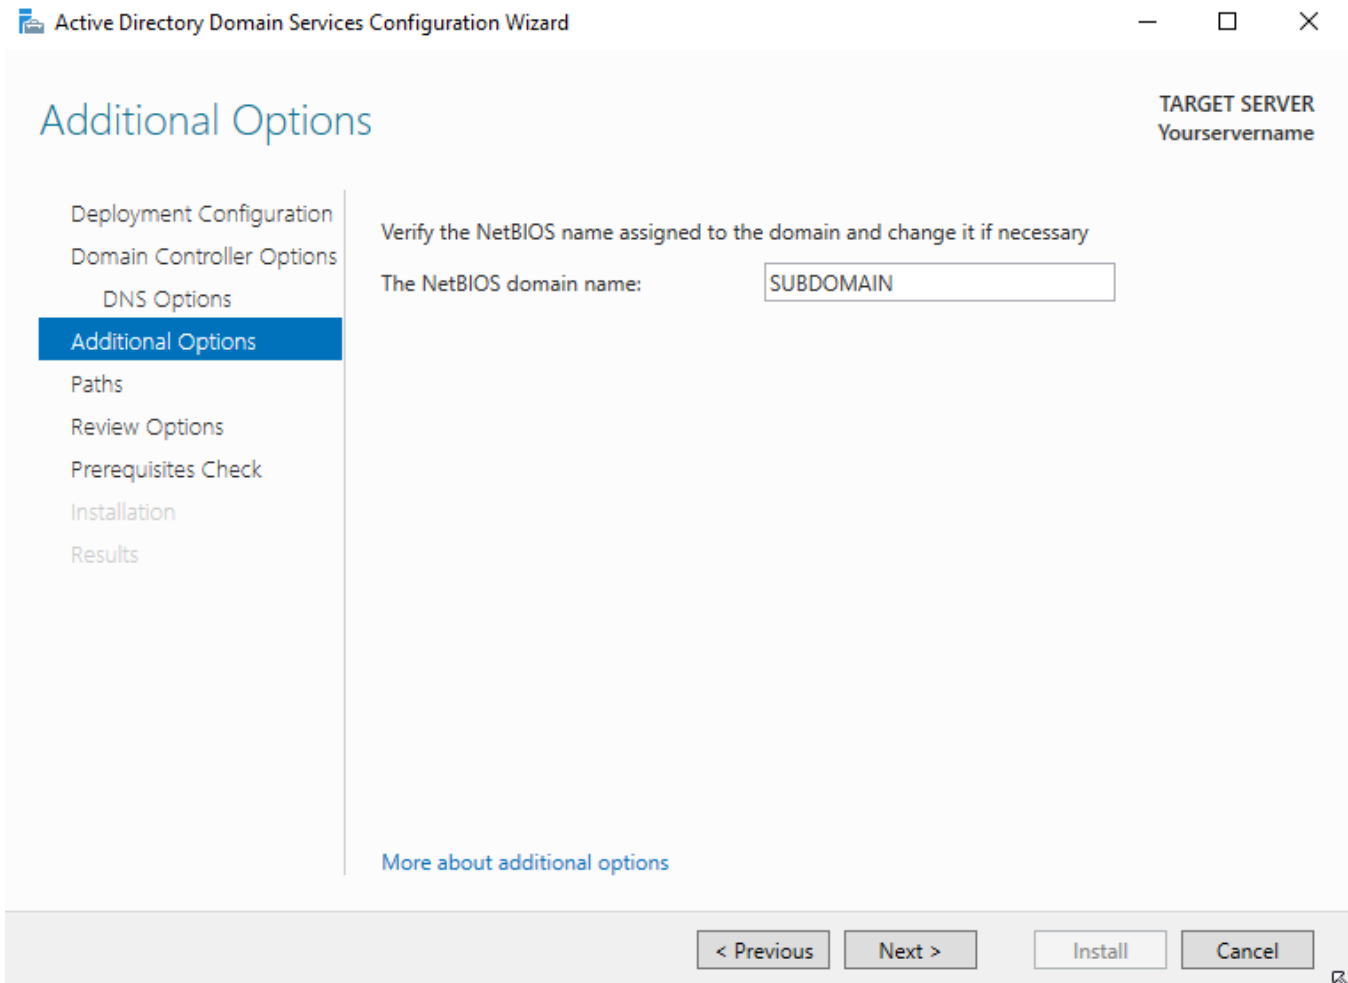 Active Directory Domain Services Configuration Wizard
Additional Options
TARGET SERVER
Yourservername
Deployment Configuration
Domain Controller Options
DNS Options
Additional Options
Paths
Review Options
Prerequisites Check
Installation
Results
Verify the NetBIOS name assigned to the domain and change it if necessary
The NetBIOS domain name: SUBDOMAIN
More about additional options
< Previous Next > Install Cancel